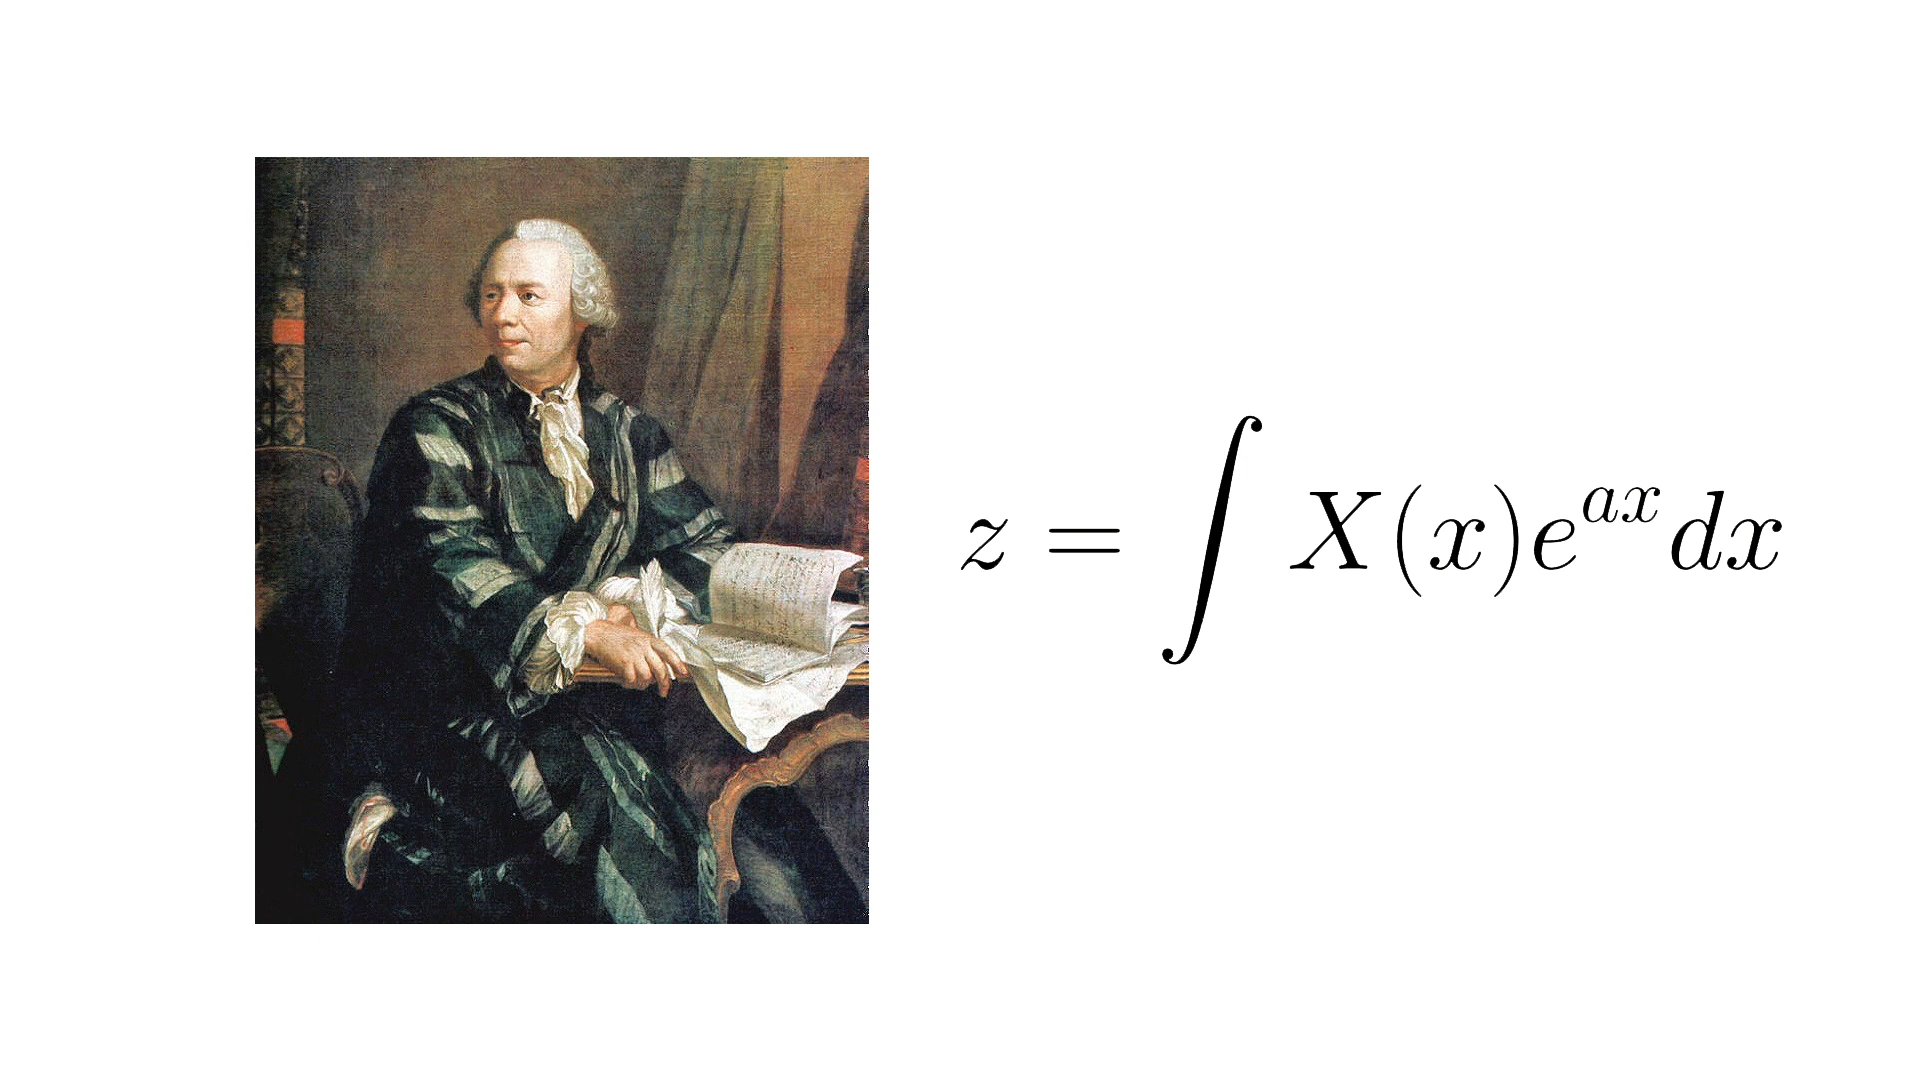 z = ∫ X(x)e^{ax}dx